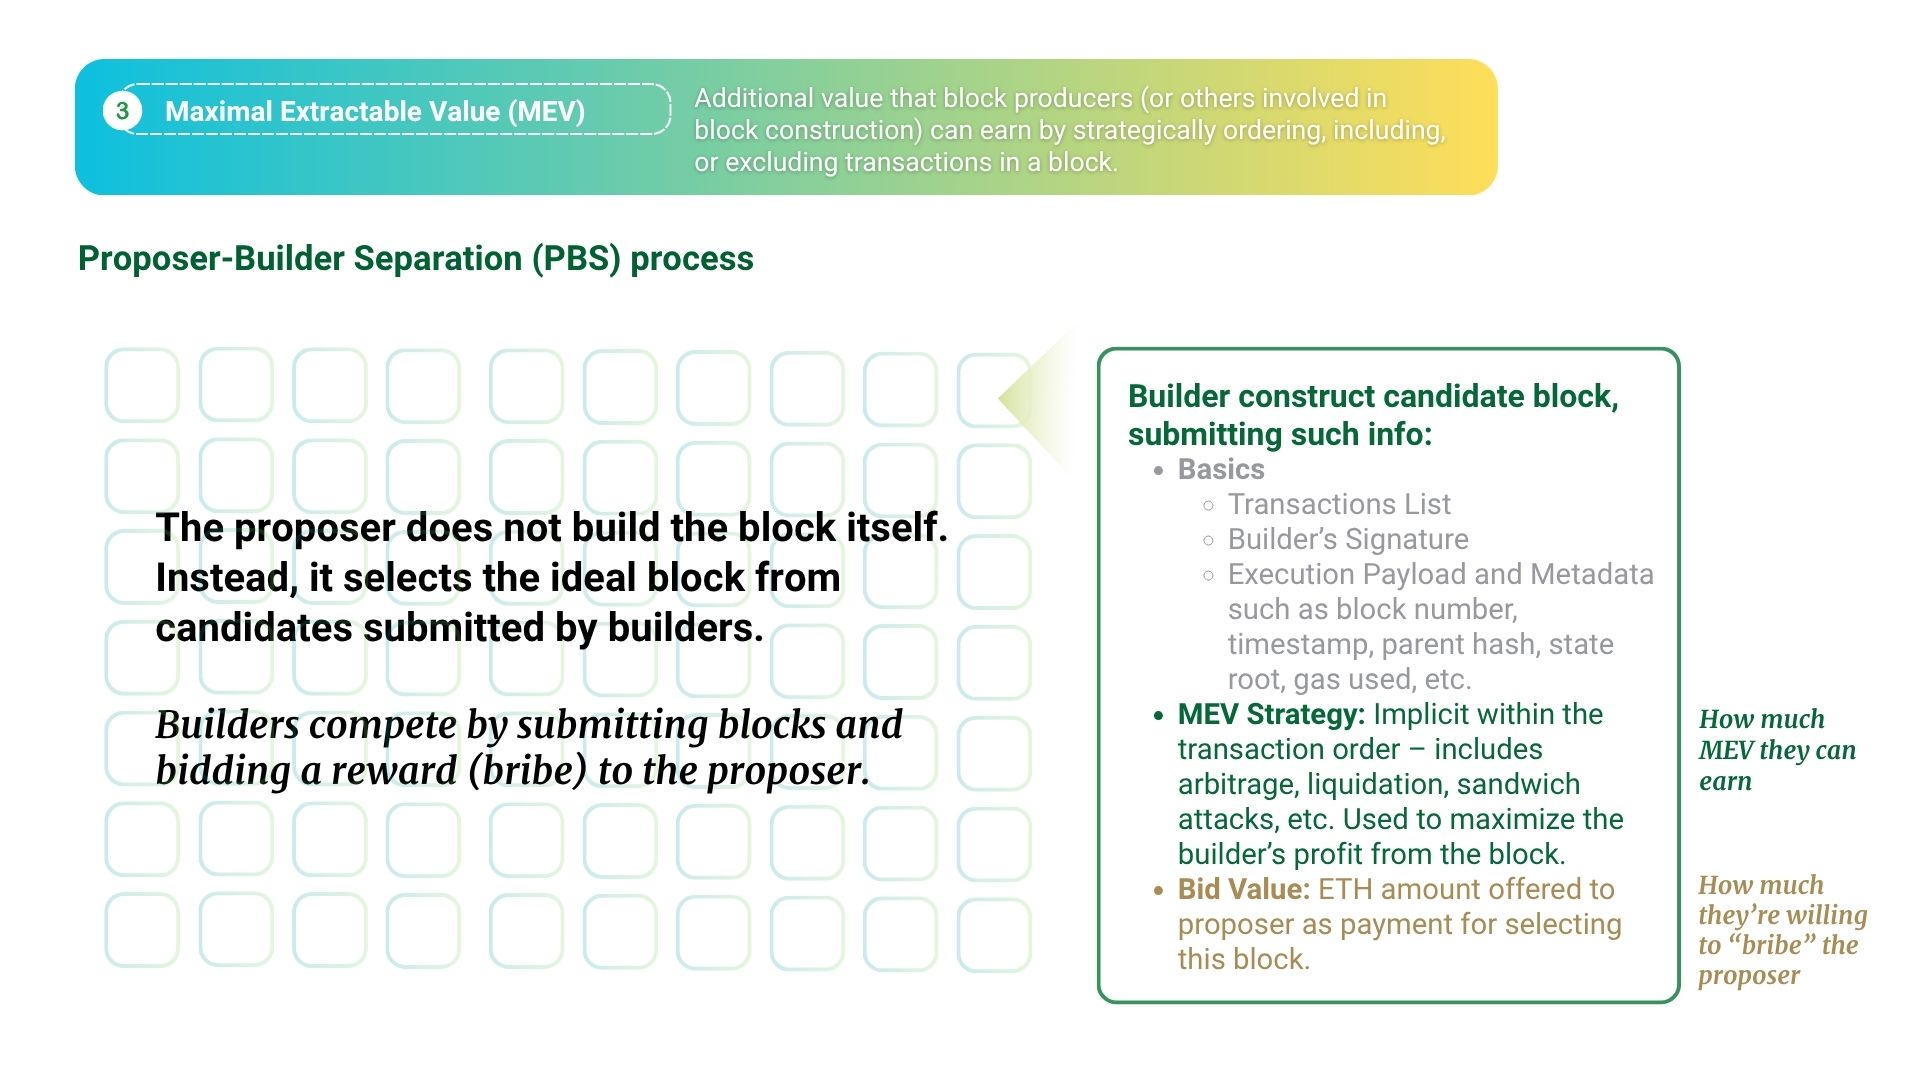 3 Maximal Extractable Value (MEV)
Additional value that block producers (or others involved in
block construction) can earn by strategically ordering, including,
or excluding transactions in a block.
Proposer-Builder Separation (PBS) process
The proposer does not build the block itself.
Instead, it selects the ideal block from
candidates submitted by builders.
Builders compete by submitting blocks and
bidding a reward (bribe) to the proposer.
Builder construct candidate block,
submitting such info:
• Basics
◦ Transactions List
◦ Builder’s Signature
◦ Execution Payload and Metadata
such as block number,
timestamp, parent hash, state
root, gas used, etc.
• MEV Strategy: Implicit within the
transaction order – includes
arbitrage, liquidation, sandwich
attacks, etc. Used to maximize the
builder’s profit from the block.
• Bid Value: ETH amount offered to
proposer as payment for selecting
this block.
How much
MEV they can
earn
How much
they’re willing
to “bribe” the
proposer